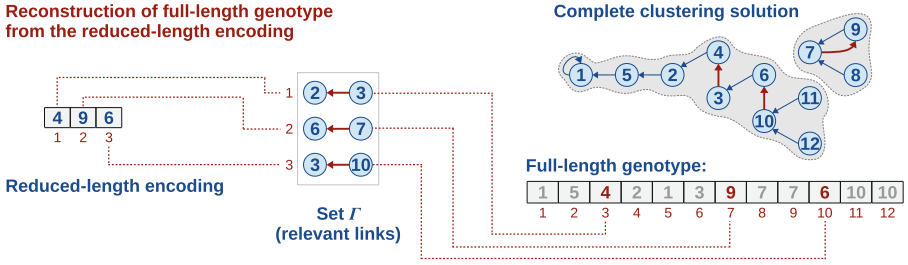 Reconstruction of full-length genotype
from the reduced-length encoding
4 9 6
1 2 3
Reduced-length encoding
1 2 3
2 6 7
3 3 10
Set Γ
(relevant links)
Complete clustering solution
1 5 2 4 3 6 10 11 12
7 9 8
Full-length genotype:
1 5 4 2 1 3 9 7 7 6 10 10
1 2 3 4 5 6 7 8 9 10 11 12